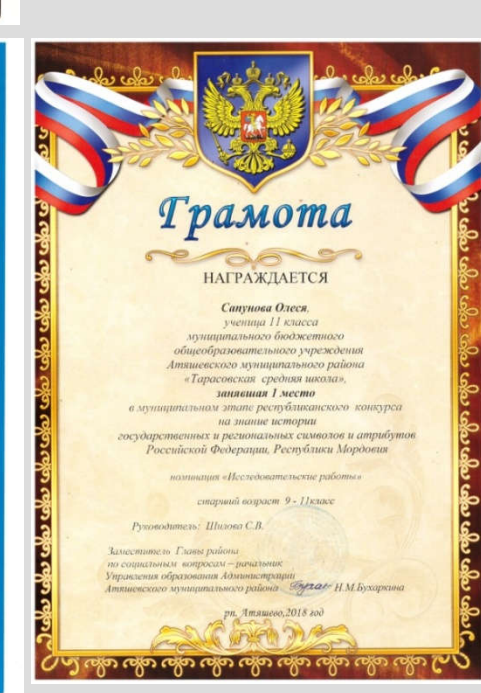 Грамота
НАГРАЖДАЕТСЯ
Сапунова Олеся,
ученица 11 класса
муниципального бюджетного
общеобразовательного учреждения
Атяшевского муниципального района
«Тарасовская средняя школа»,
занявшая 1 место
в муниципальном этапе республиканского конкурса
на знание истории
государственных и региональных символов и атрибутов
Российской Федерации, Республики Мордовия
номинация «Исследовательские работы»
старший возраст 9 - 11класс
Руководитель: Шилова С.В.
Заместитель Главы района
по социальным вопросам – начальник
Управления образования Администрации
Атяшевского муниципального района Н.М.Бухаркина
рп. Атяшево,2018 год